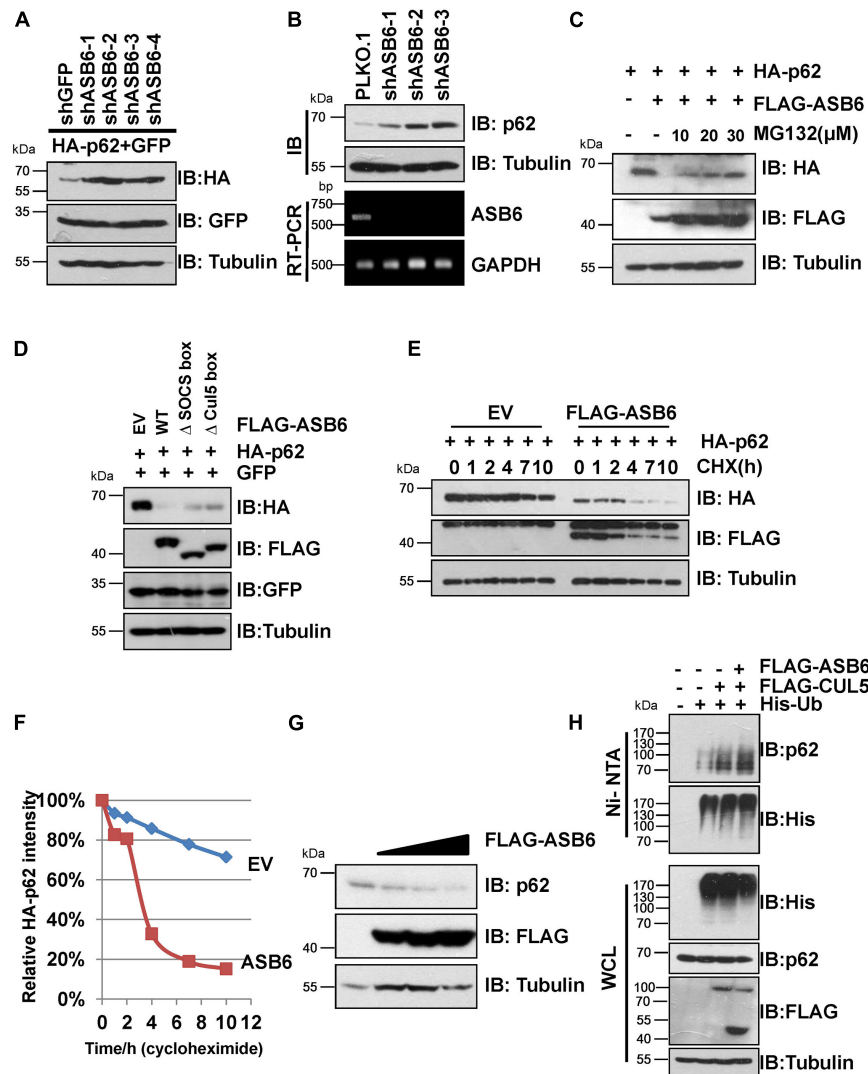 A
shGFP
shASB6-1
shASB6-2
shASB6-3
shASB6-4
HA-p62+GFP
kDa
70
55
IB:HA
35
IB: GFP
55
IB: Tubulin
B
PLKO.1
shASB6-1
shASB6-2
shASB6-3
kDa
IB
70
IB: p62
55
IB: Tubulin
bp
RT-PCR
750
500
ASB6
500
GAPDH
C
+ + + + + HA-p62
- + + + + FLAG-ASB6
- - 10 20 30 MG132(µM)
kDa
70
IB: HA
40
IB: FLAG
55
IB: Tubulin
D
EV
WT
Δ SOCS box
Δ Cul5 box
FLAG-ASB6
+ + + + HA-p62
+ + + + GFP
kDa
70
IB:HA
40
IB: FLAG
35
IB:GFP
55
IB:Tubulin
E
EV FLAG-ASB6
+ + + + + + + + + + + + HA-p62
0 1 2 4 7 10 0 1 2 4 7 10 CHX(h)
kDa
70
IB: HA
40
IB: FLAG
55
IB: Tubulin
F
Relative HA-p62 intensity
100%
80%
60%
40%
20%
0%
EV
ASB6
0 2 4 6 8 10 12
Time/h (cycloheximide)
G
FLAG-ASB6
kDa
70
IB: p62
40
IB: FLAG
55
IB: Tubulin
H
- - - + FLAG-ASB6
- - + + FLAG-CUL5
- + + + His-Ub
kDa
Ni- NTA
170
130
100
70
IB:p62
170
130
100
70
IB:His
WCL
170
130
100
IB:His
70
IB:p62
100
70
55
40
IB:FLAG
55
IB:Tubulin